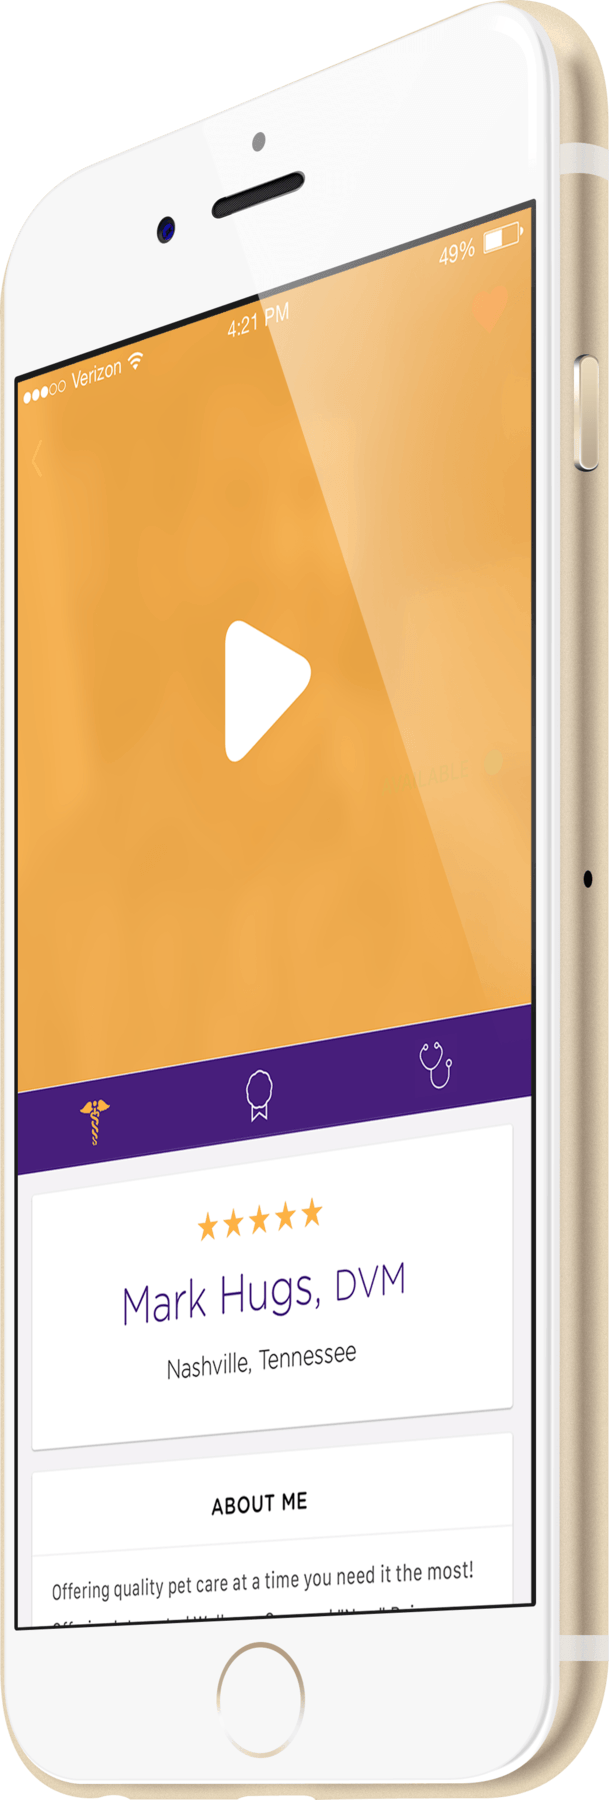 49%
4:21 PM
Verizon
Mark Hugs, DVM
Nashville, Tennessee
ABOUT ME
Offering quality pet care at a time you need it the most!